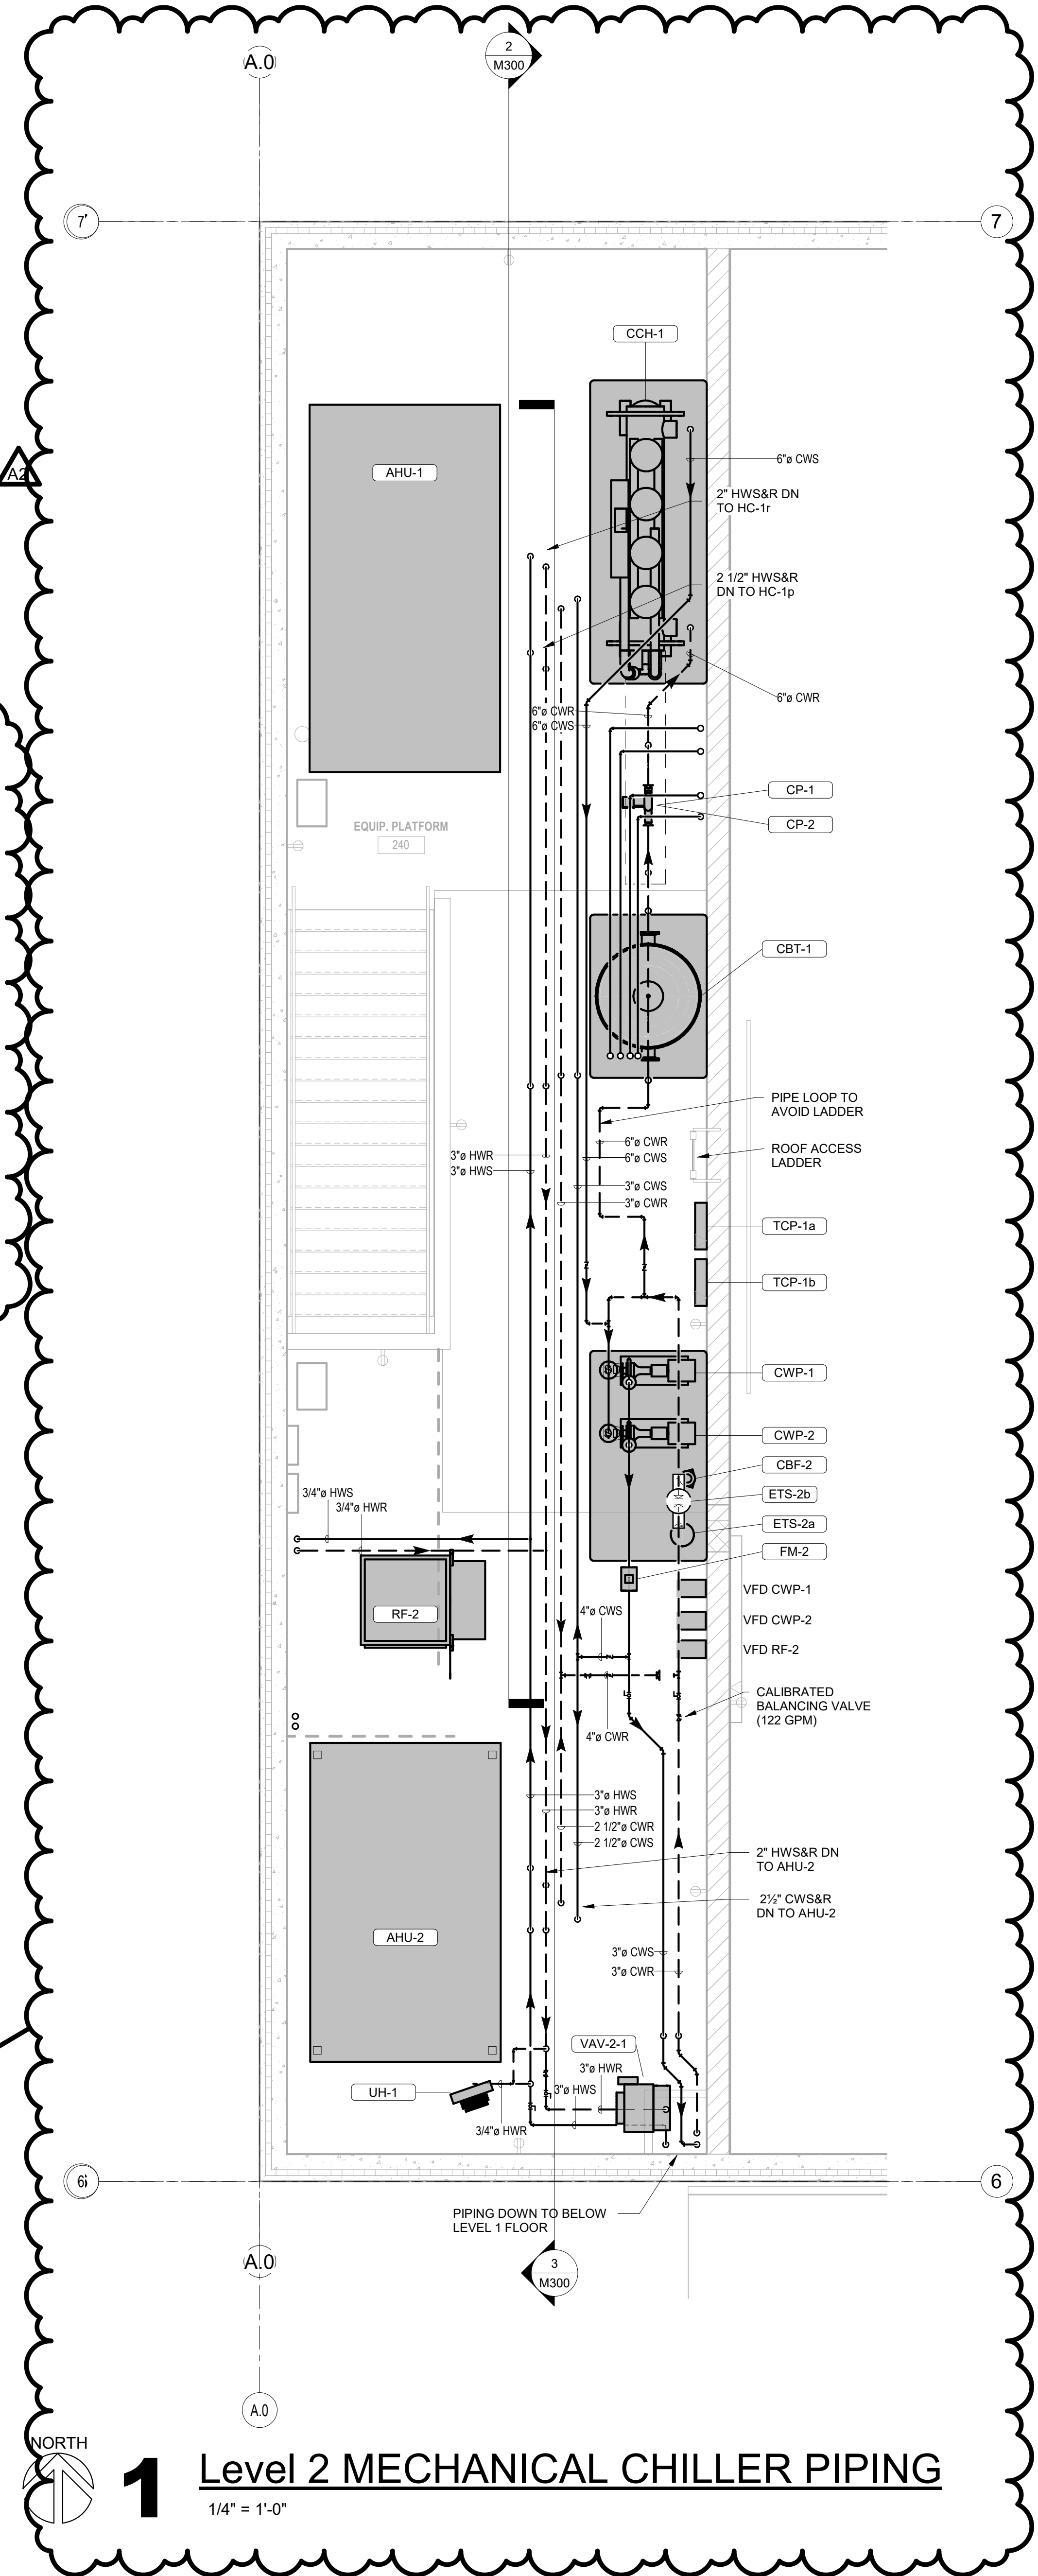 2
M300
A.0
7'
7
CCH-1
A2
AHU-1
6"ø CWS
2" HWS&R DN
TO HC-1r
2 1/2" HWS&R
DN TO HC-1p
6"ø CWR
6"ø CWR
6"ø CWS
CP-1
CP-2
EQUIP. PLATFORM
240
CBT-1
PIPE LOOP TO
AVOID LADDER
ROOF ACCESS
LADDER
3"ø HWR
3"ø HWS
6"ø CWR
6"ø CWS
3"ø CWS
3"ø CWR
TCP-1a
TCP-1b
CWP-1
CWP-2
CBF-2
ETS-2b
ETS-2a
FM-2
3/4"ø HWS
3/4"ø HWR
RF-2
VFD CWP-1
VFD CWP-2
VFD RF-2
4"ø CWS
4"ø CWR
CALIBRATED
BALANCING VALVE
(122 GPM)
3"ø HWS
3"ø HWR
2 1/2"ø CWR
2 1/2"ø CWS
2" HWS&R DN
TO AHU-2
2½" CWS&R
DN TO AHU-2
AHU-2
3"ø CWS
3"ø CWR
VAV-2-1
3"ø HWR
3"ø HWS
UH-1
3/4"ø HWR
6
PIPING DOWN TO BELOW
LEVEL 1 FLOOR
A.0
3
M300
A.0
NORTH
1
Level 2 MECHANICAL CHILLER PIPING
1/4" = 1'-0"